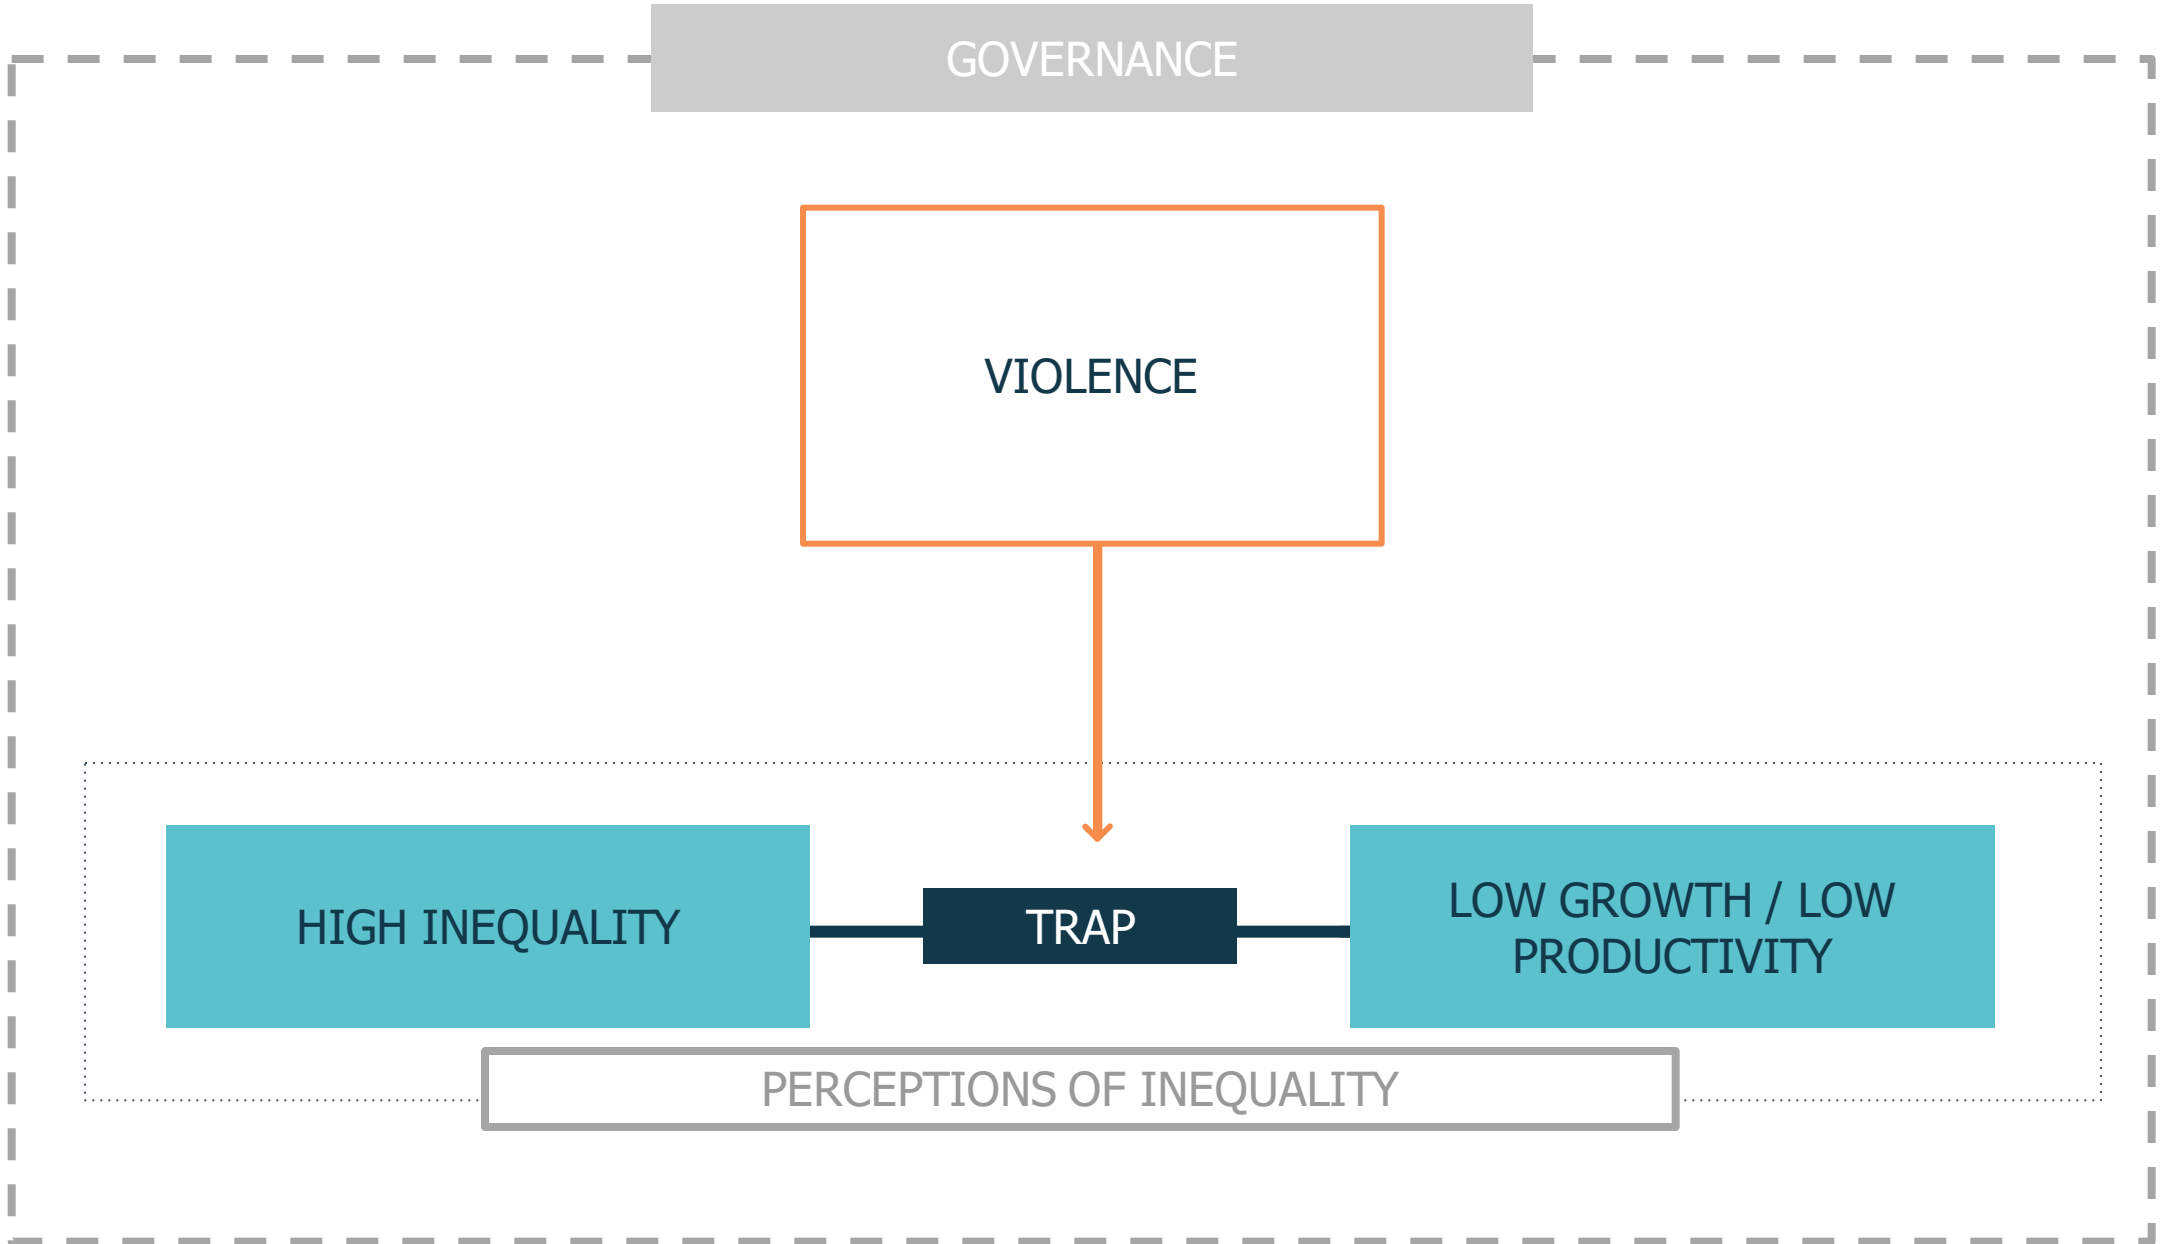 GOVERNANCE
VIOLENCE
HIGH INEQUALITY
TRAP
LOW GROWTH / LOW
PRODUCTIVITY
PERCEPTIONS OF INEQUALITY